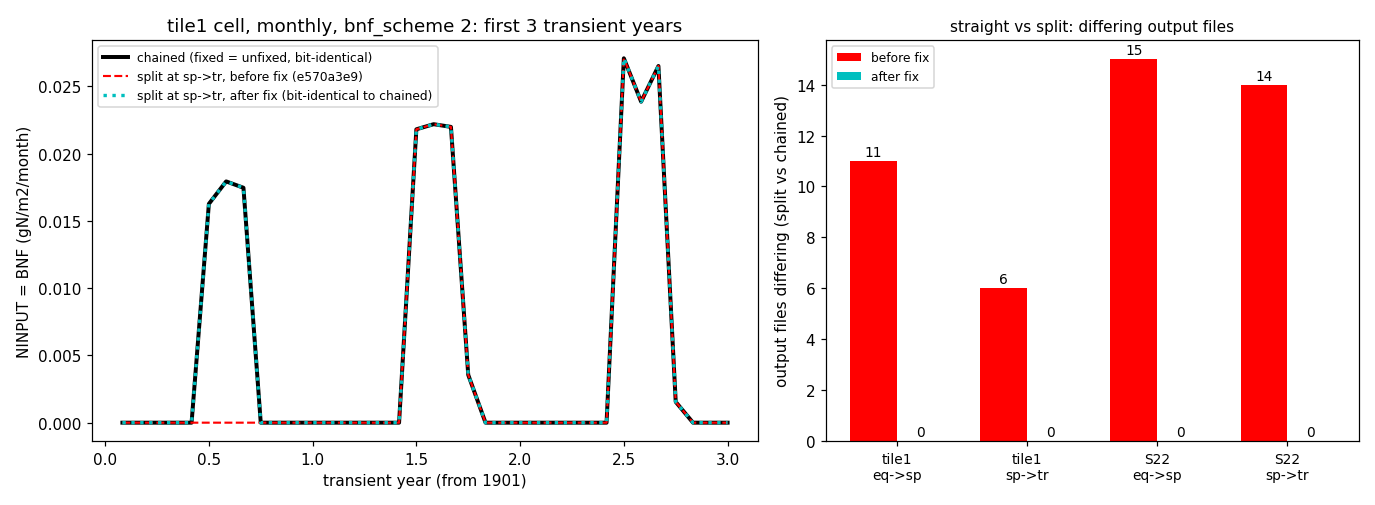 tile1 cell, monthly, bnf_scheme 2: first 3 transient years
chained (fixed = unfixed, bit-identical)
split at sp->tr, before fix (e570a3e9)
split at sp->tr, after fix (bit-identical to chained)
NINPUT = BNF (gN/m2/month)
0.025
0.020
0.015
0.010
0.005
0.000
0.0
0.5
1.0
1.5
2.0
2.5
3.0
transient year (from 1901)
straight vs split: differing output files
before fix
after fix
output files differing (split vs chained)
14
12
10
8
6
4
2
0
11
0
6
0
15
0
14
0
tile1
eq->sp
tile1
sp->tr
S22
eq->sp
S22
sp->tr